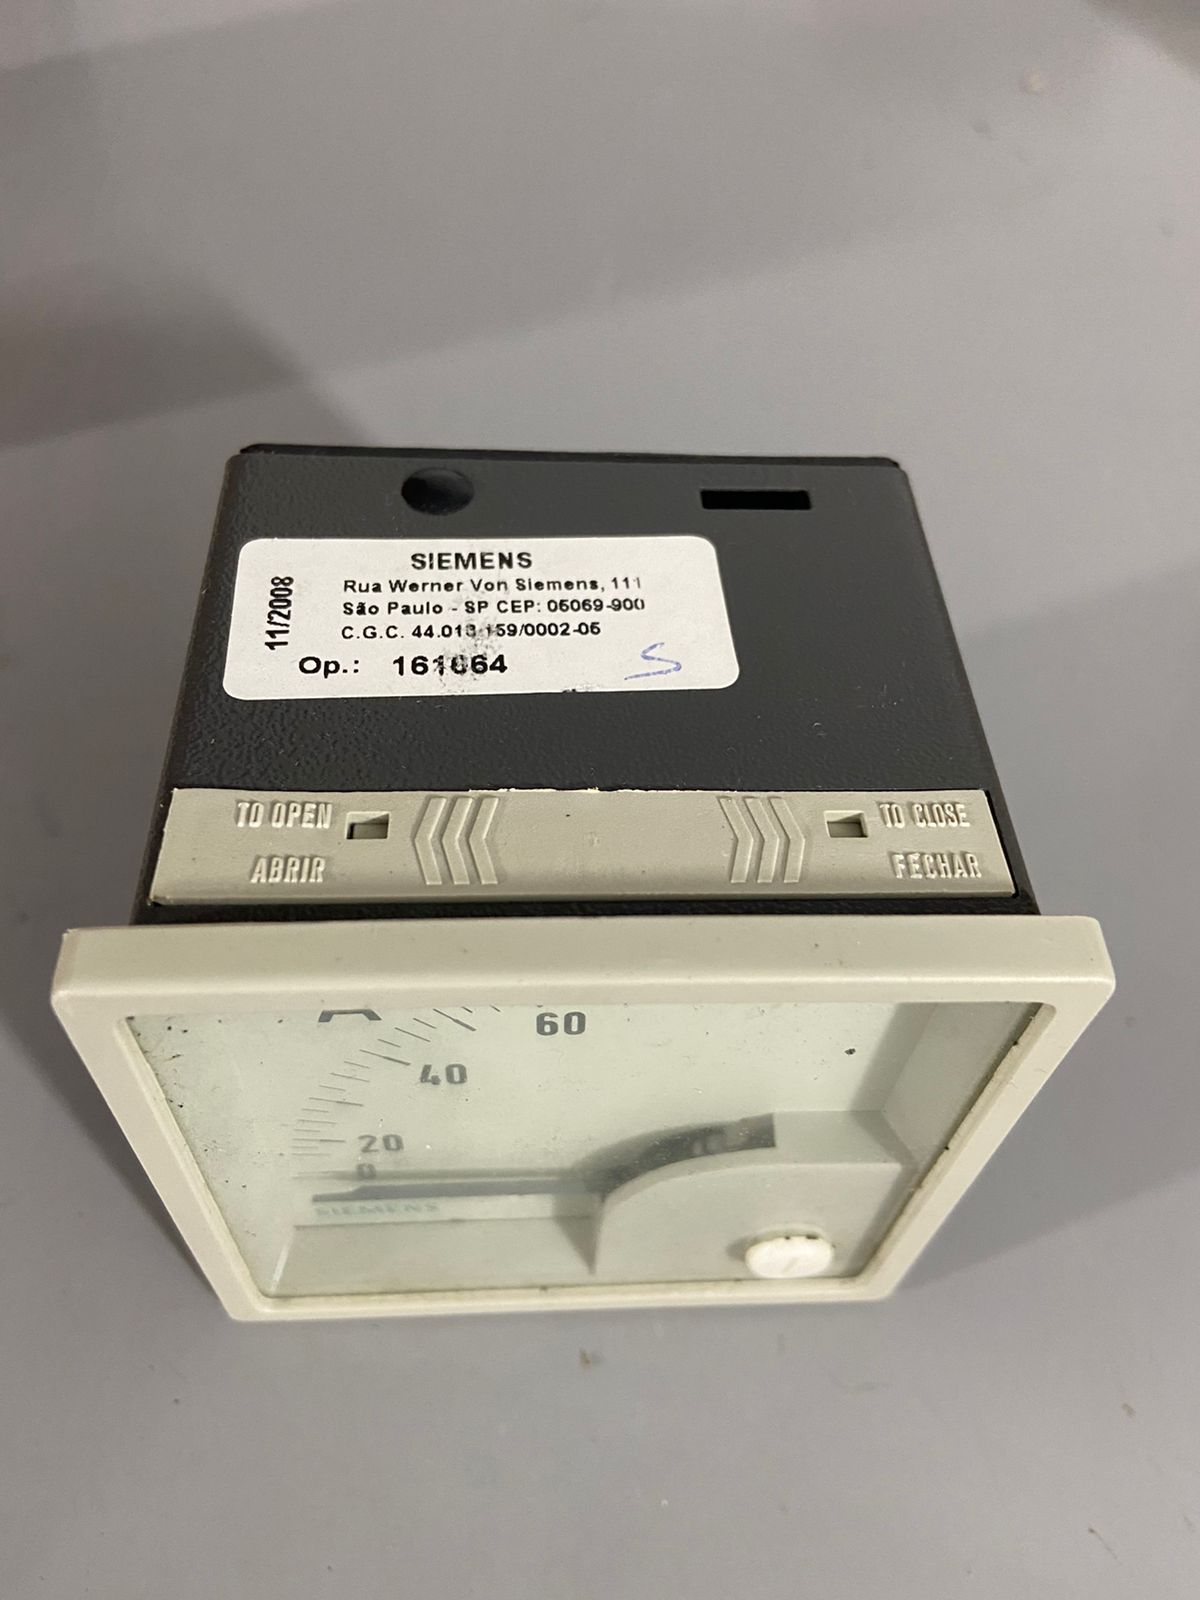 SIEMENS
11/2008
Rua Werner Von Siemens, 111
São Paulo - SP CEP: 05069-900
C.G.C. 44.013.159/0002-05
Op.: 161064
S
TO OPEN
ABRIR
TO CLOSE
FECHAR
A
60
40
20
0
SIEMENS